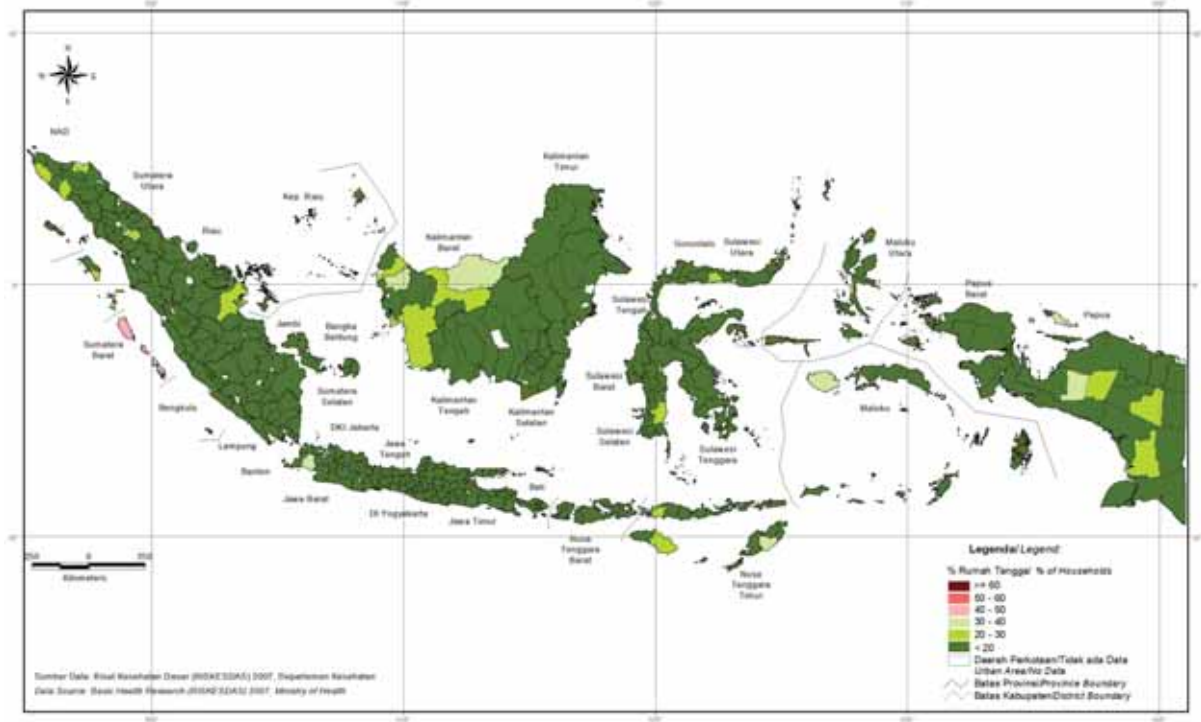 N
S
NAD
Sumatera
Utara
Riau
Kep. Riau
Kalimantan
Barat
Kalimantan
Timur
Gorontalo
Sulawesi
Utara
Maluku
Utara
Papua
Barat
Papua
Sulawesi
Tengah
Sumatera
Barat
Jambi
Bangka
Belitung
Sulawesi
Barat
Bengkulu
Sumatera
Selatan
Kalimantan
Tengah
Kalimantan
Selatan
Maluku
Lampung
DKI Jakarta
Sulawesi
Selatan
Sulawesi
Tenggara
Banten
Jawa
Tengah
Bali
Jawa Barat
DI Yogyakarta
Jawa Timur
Nusa
Tenggara
Barat
Nusa
Tenggara
Timur
250 0 250
Kilometers
Legenda/ Legend:
% Rumah Tangga/ % of Households
>= 60
50 - 60
40 - 50
30 - 40
20 - 30
< 20
Daerah Perkotaan/Tidak ada Data
Urban Area/No Data
Batas Provinsi/Province Boundary
Batas Kabupaten/District Boundary
Sumber Data: Riset Kesehatan Dasar (RISKESDAS) 2007, Departemen Kesehatan
Data Source: Basic Health Research (RISKESDAS) 2007, Ministry of Health